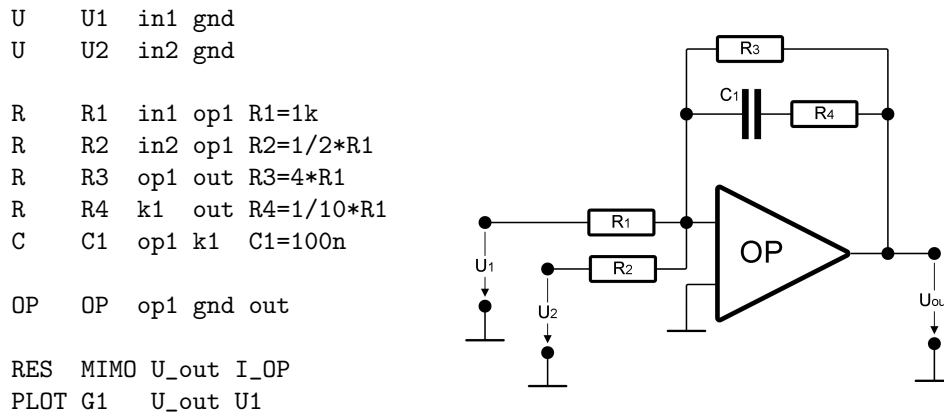 U U1 in1 gnd
U U2 in2 gnd
R R1 in1 op1 R1=1k
R R2 in2 op1 R2=1/2*R1
R R3 op1 out R3=4*R1
R R4 k1 out R4=1/10*R1
C C1 op1 k1 C1=100n
OP OP op1 gnd out
RES MIMO U_out I_OP
PLOT G1 U_out U1
R3
C1
R4
R1
R2
OP
U1
U2
Uou